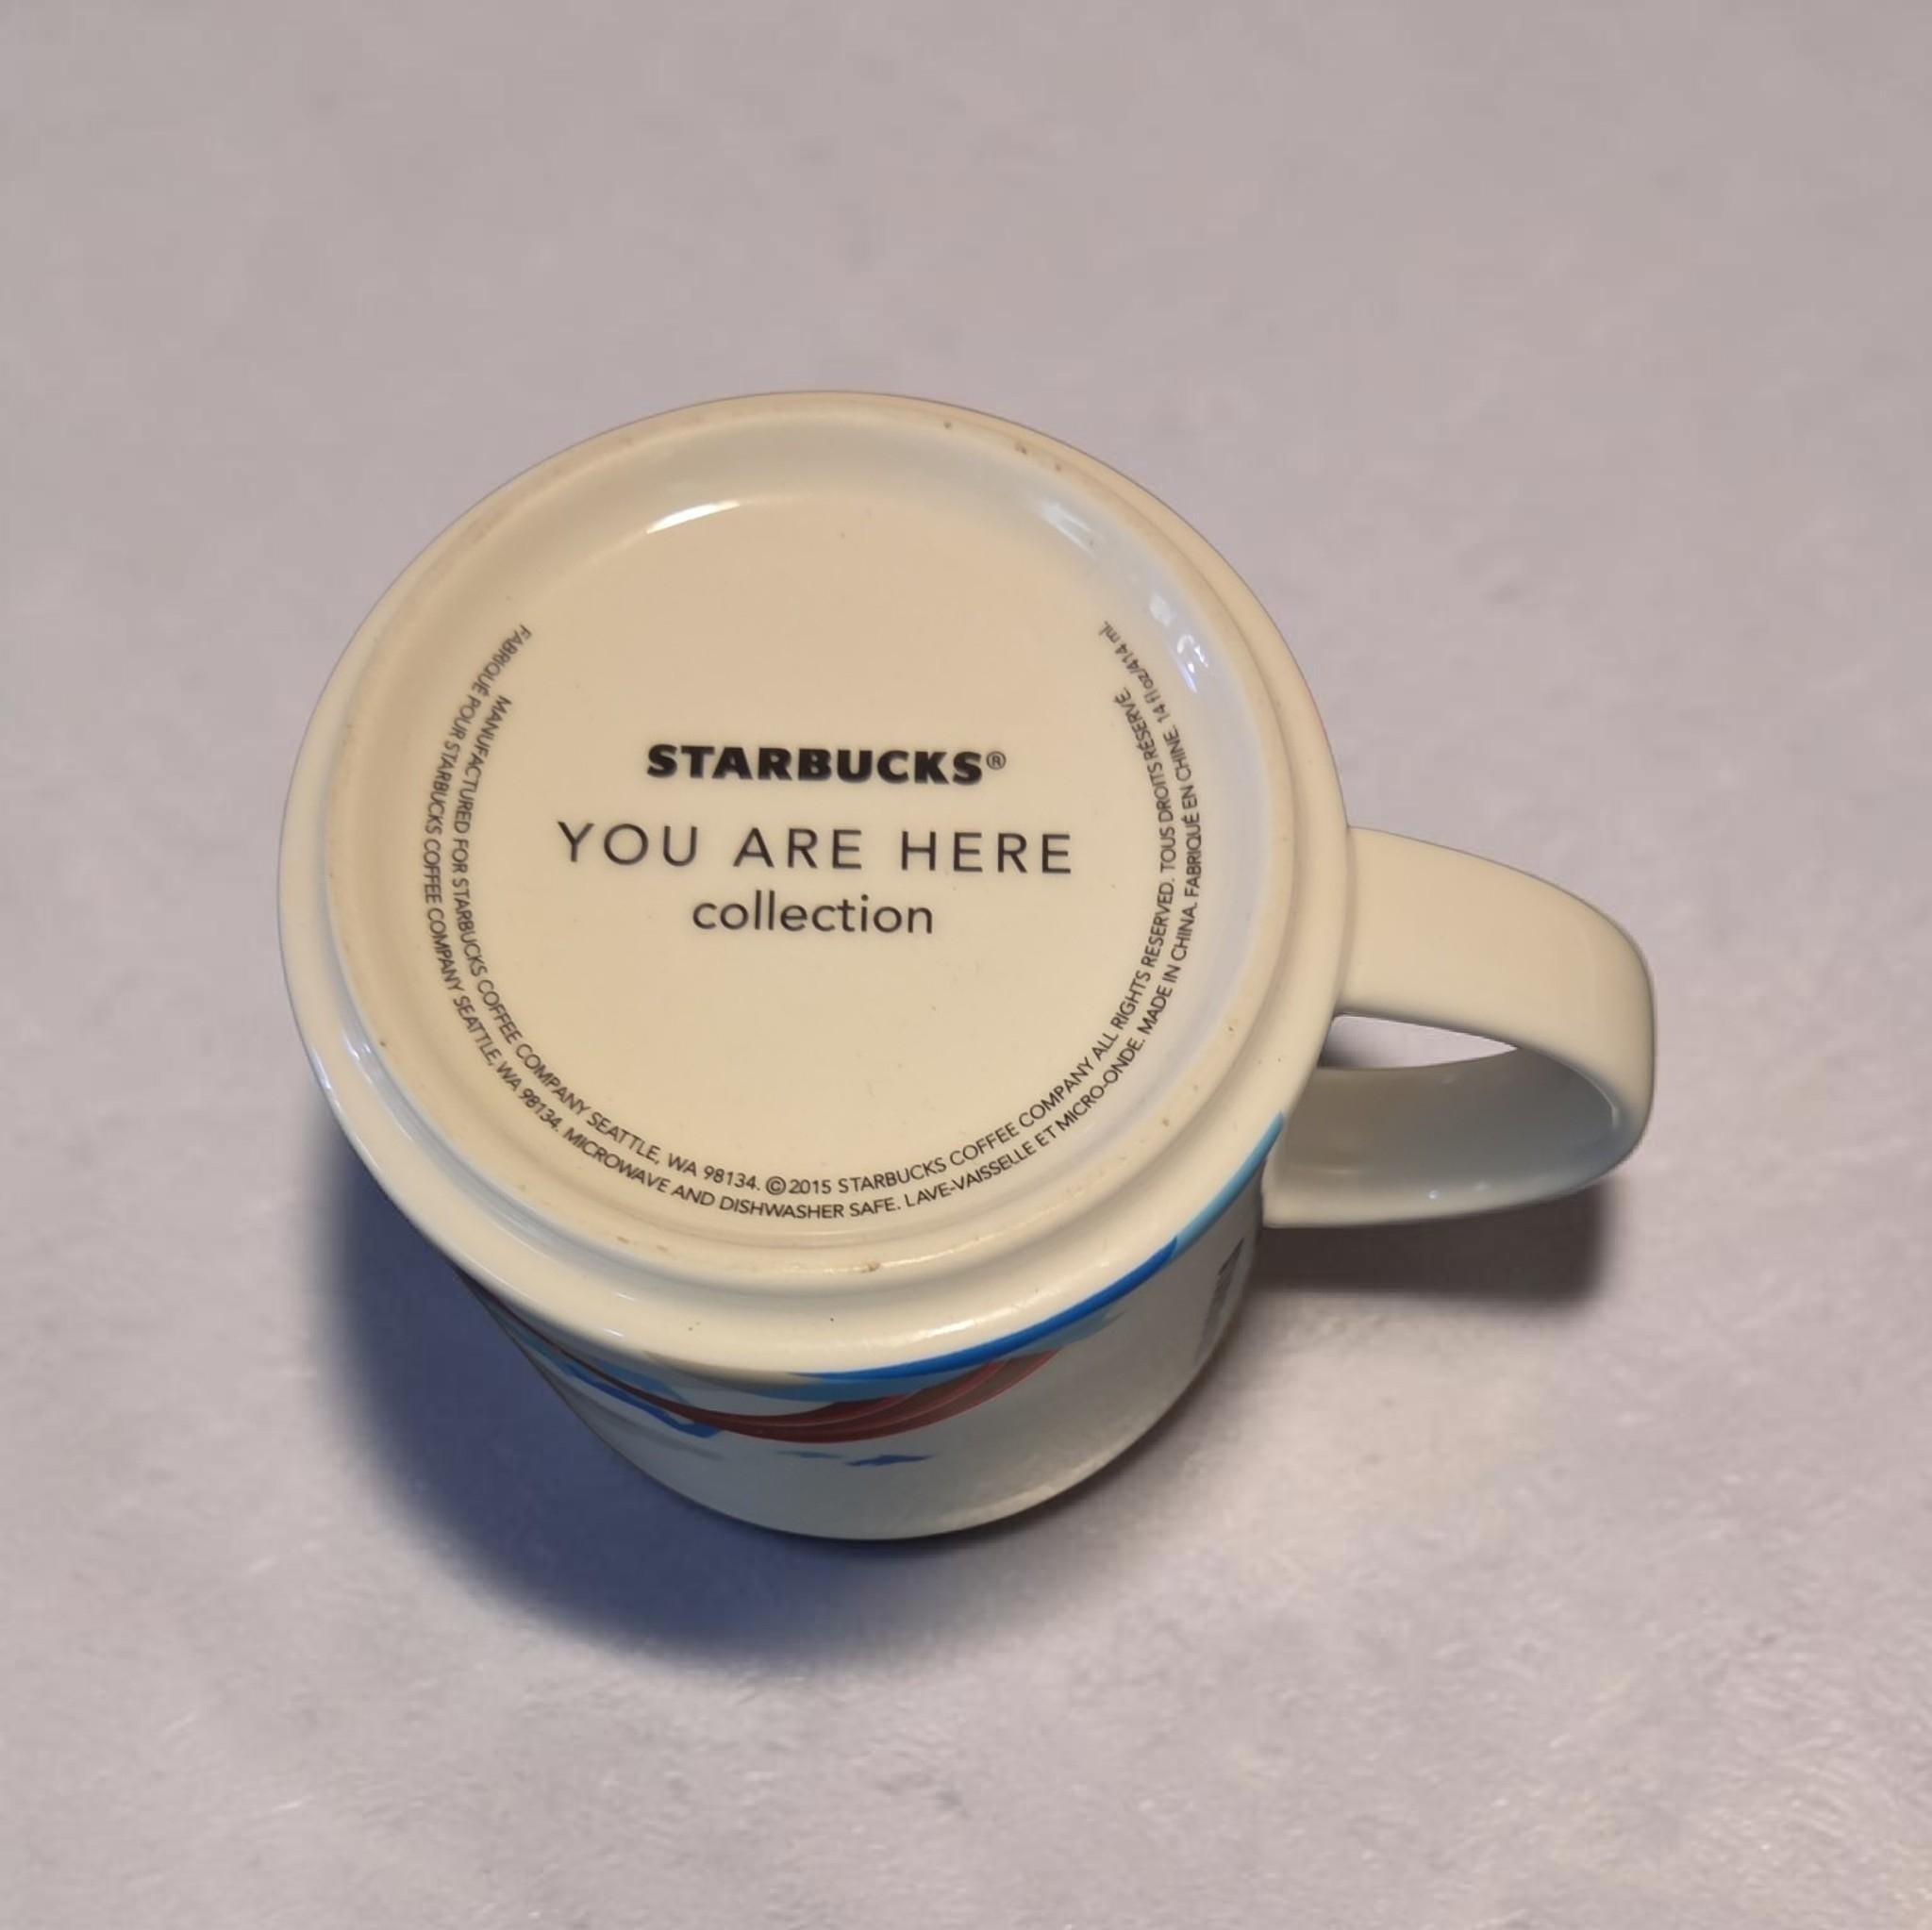 STARBUCKS®
YOU ARE HERE
collection
MANUFACTURED FOR STARBUCKS COFFEE COMPANY SEATTLE, WA 98134. ©2015 STARBUCKS COFFEE COMPANY ALL RIGHTS RESERVED. TOUS DROITS RÉSERVÉ.
FABRIQUÉ POUR STARBUCKS COFFEE COMPANY SEATTLE, WA 98134. MICROWAVE AND DISHWASHER SAFE. LAVE-VAISSELLE ET MICRO-ONDE. MADE IN CHINA. FABRIQUÉ EN CHINE. 14 fl oz/414 mL